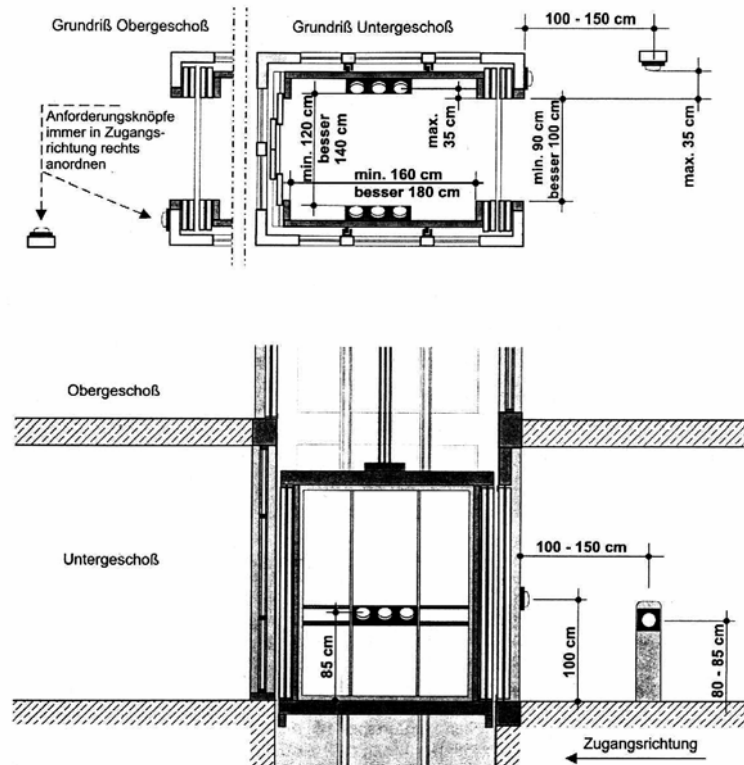 Grundriß Obergeschoß
Grundriß Untergeschoß
100 - 150 cm
Anforderungsknöpfe
immer in Zugangs-
richtung rechts
anordnen
min. 120 cm
besser
140 cm
max.
35 cm
min. 160 cm
besser 180 cm
min. 90 cm
besser 100 cm
max. 35 cm
Obergeschoß
Untergeschoß
100 - 150 cm
85 cm
100 cm
80 - 85 cm
Zugangsrichtung